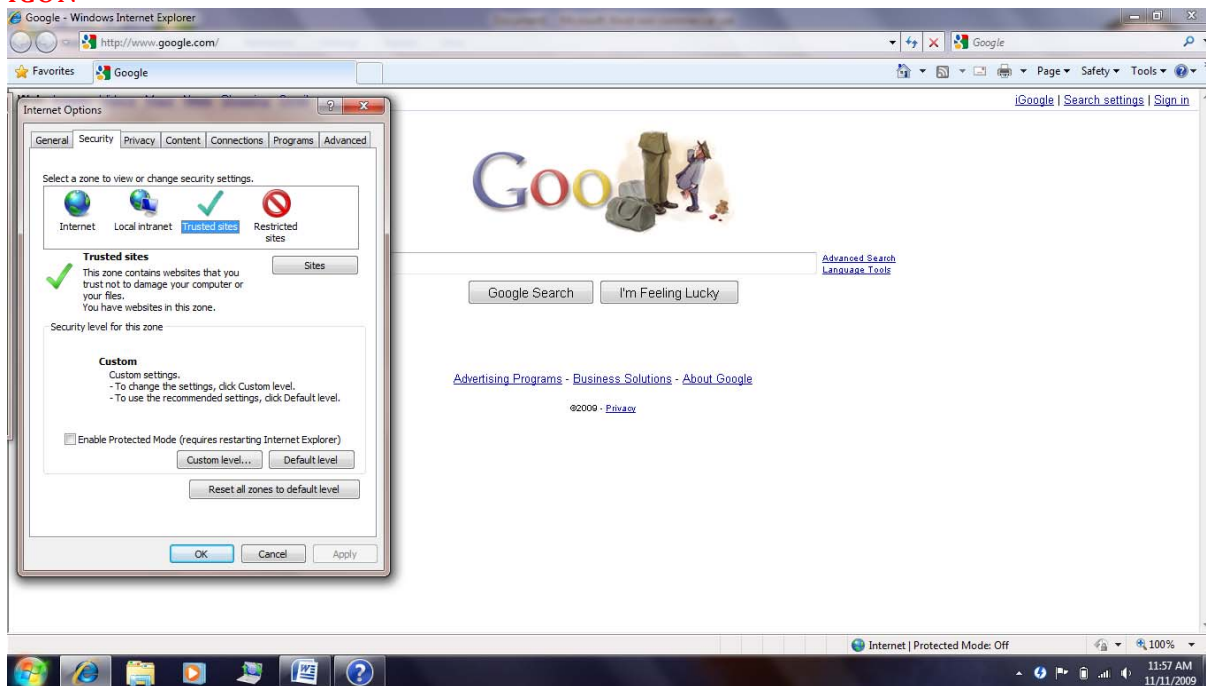 ICON
Google - Windows Internet Explorer
http://www.google.com/
Google
Favorites
Google
Page
Safety
Tools
iGoogle | Search settings | Sign in
Internet Options
General Security Privacy Content Connections Programs Advanced
Select a zone to view or change security settings.
Internet
Local intranet
Trusted sites
Restricted
sites
Trusted sites
Sites
This zone contains websites that you
trust not to damage your computer or
your files.
You have websites in this zone.
Security level for this zone
Custom
Custom settings.
- To change the settings, click Custom level.
- To use the recommended settings, click Default level.
Enable Protected Mode (requires restarting Internet Explorer)
Custom level...
Default level
Reset all zones to default level
OK
Cancel
Apply
Goo
Advanced Search
Language Tools
Google Search
I'm Feeling Lucky
Advertising Programs - Business Solutions - About Google
©2009 - Privacy
Internet | Protected Mode: Off
100%
11:57 AM
11/11/2009